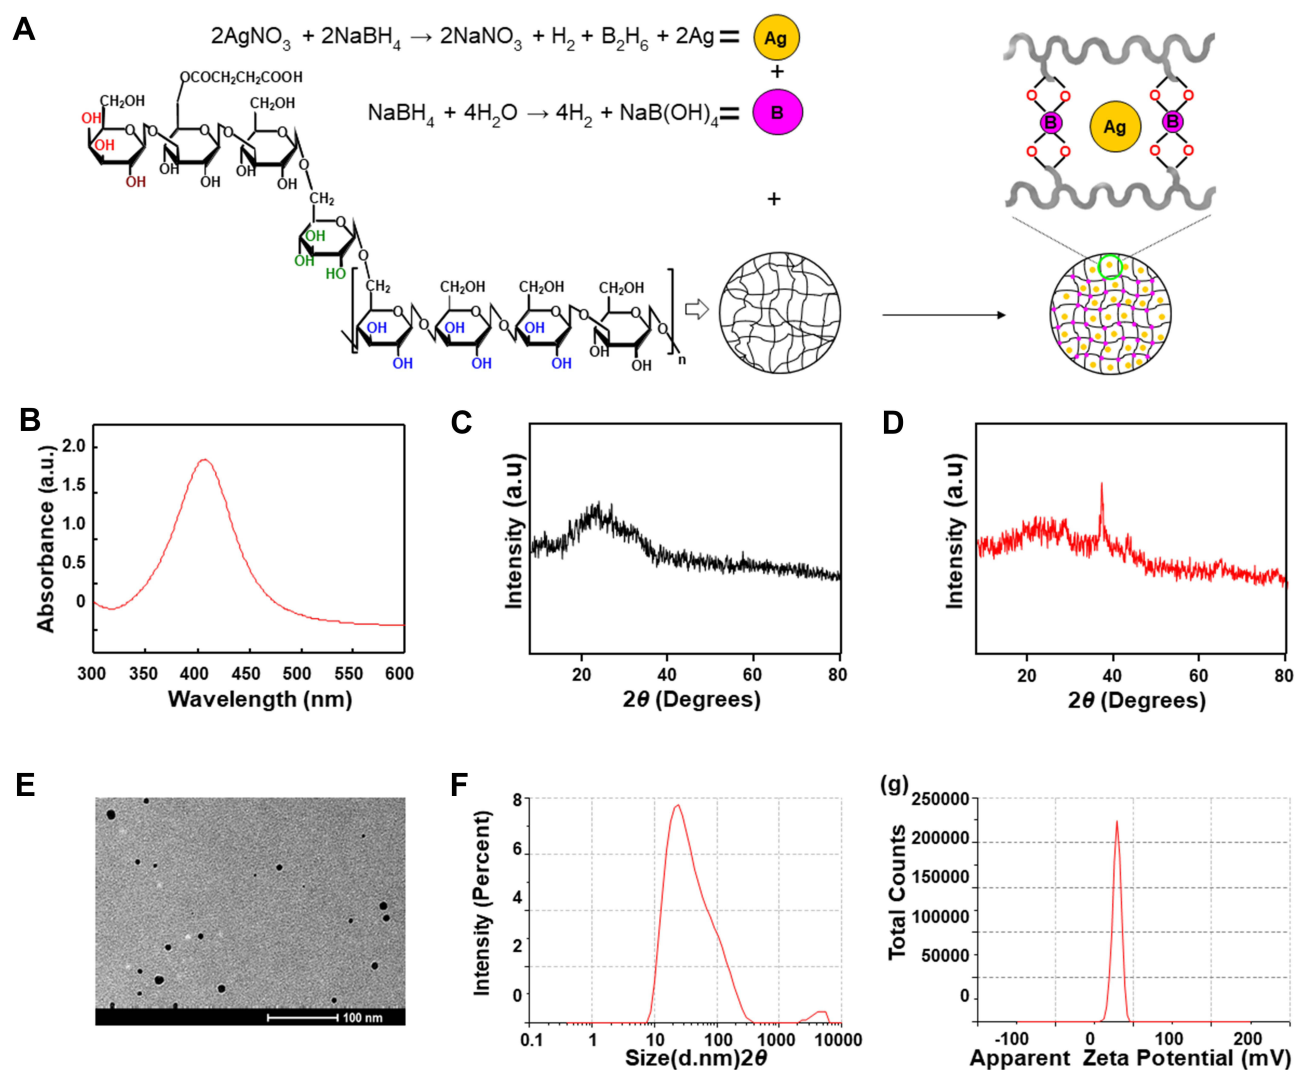 A
2AgNO3 + 2NaBH4 → 2NaNO3 + H2 + B2H6 + 2Ag = Ag
+
NaBH4 + 4H2O → 4H2 + NaB(OH)4 = B
+
OCOCH2CH2COOH
CH2OH
CH2OH
OH
O
O
O
O
O
OH
OH
OH
OH
OH
OH
O
CH2
O
OH
OH
HO
O
CH2
CH2OH
CH2OH
CH2OH
O
O
O
O
O
O
O
O
OH
OH
OH
OH
OH
OH
OH
OH
n
O O O O
B Ag B
O O O O
B
Absorbance (a.u.)
2.0
1.5
1.0
0.5
0
300 350 400 450 500 550 600
Wavelength (nm)
C
Intensity (a.u)
20 40 60 80
2θ (Degrees)
D
Intensity (a.u)
20 40 60 80
2θ (Degrees)
E
100 nm
F
Intensity (Percent)
8
6
4
2
0
0.1 1 10 100 1000 10000
Size(d.nm)2θ
(g)
Total Counts
250000
200000
150000
100000
50000
0
-100 0 100 200
Apparent Zeta Potential (mV)